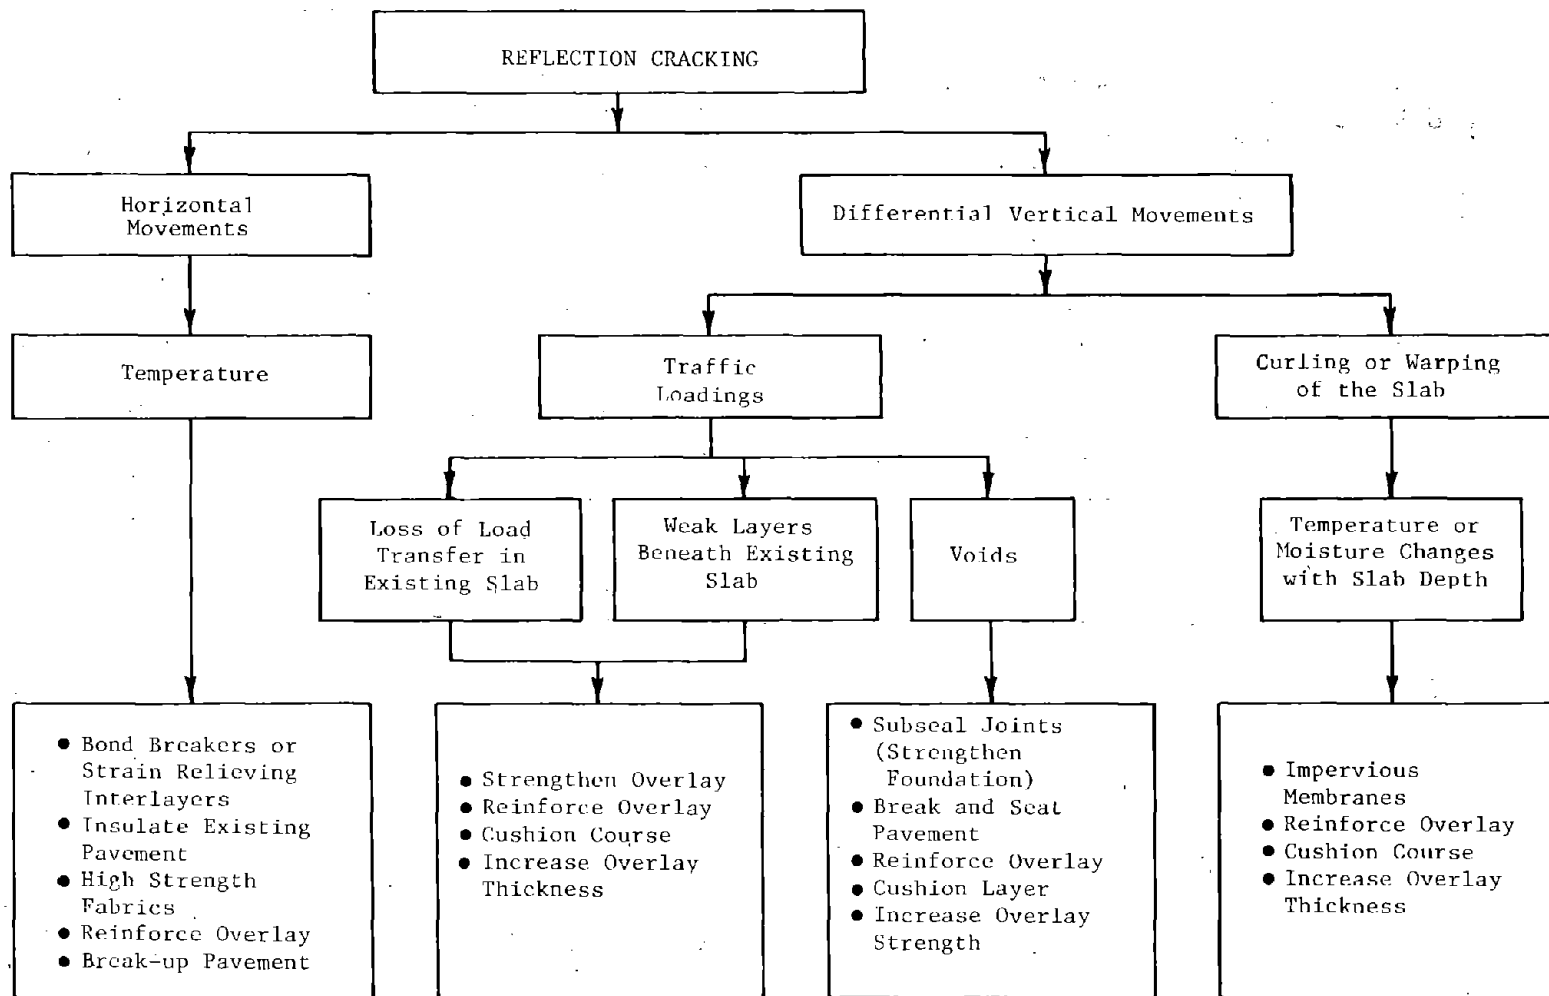 REFLECTION CRACKING
Horizontal
Movements
Differential Vertical Movements
Temperature
Traffic
Loadings
Curling or Warping
of the Slab
Loss of Load
Transfer in
Existing Slab
Weak Layers
Beneath Existing
Slab
Voids
Temperature or
Moisture Changes
with Slab Depth
● Bond Breakers or
Strain Relieving
Interlayers
● Insulate Existing
Pavement
● High Strength
Fabrics
● Reinforce Overlay
● Break-up Pavement
● Strengthen Overlay
● Reinforce Overlay
● Cushion Course
● Increase Overlay
Thickness
● Subseal Joints
(Strengthen
Foundation)
● Break and Seat
Pavement
● Reinforce Overlay
● Cushion Layer
● Increase Overlay
Strength
● Impervious
Membranes
● Reinforce Overlay
● Cushion Course
● Increase Overlay
Thickness